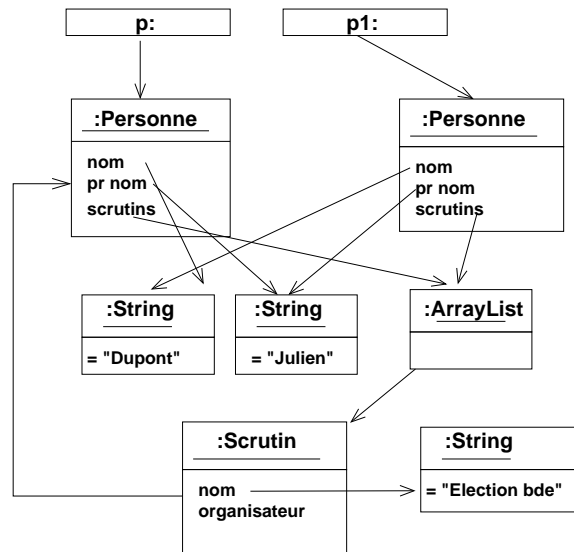 p:
p1:
:Personne
nom
pr nom
scrutins
:Personne
nom
pr nom
scrutins
:String
= "Dupont"
:String
= "Julien"
:ArrayList
:Scrutin
nom
organisateur
:String
= "Election bde"